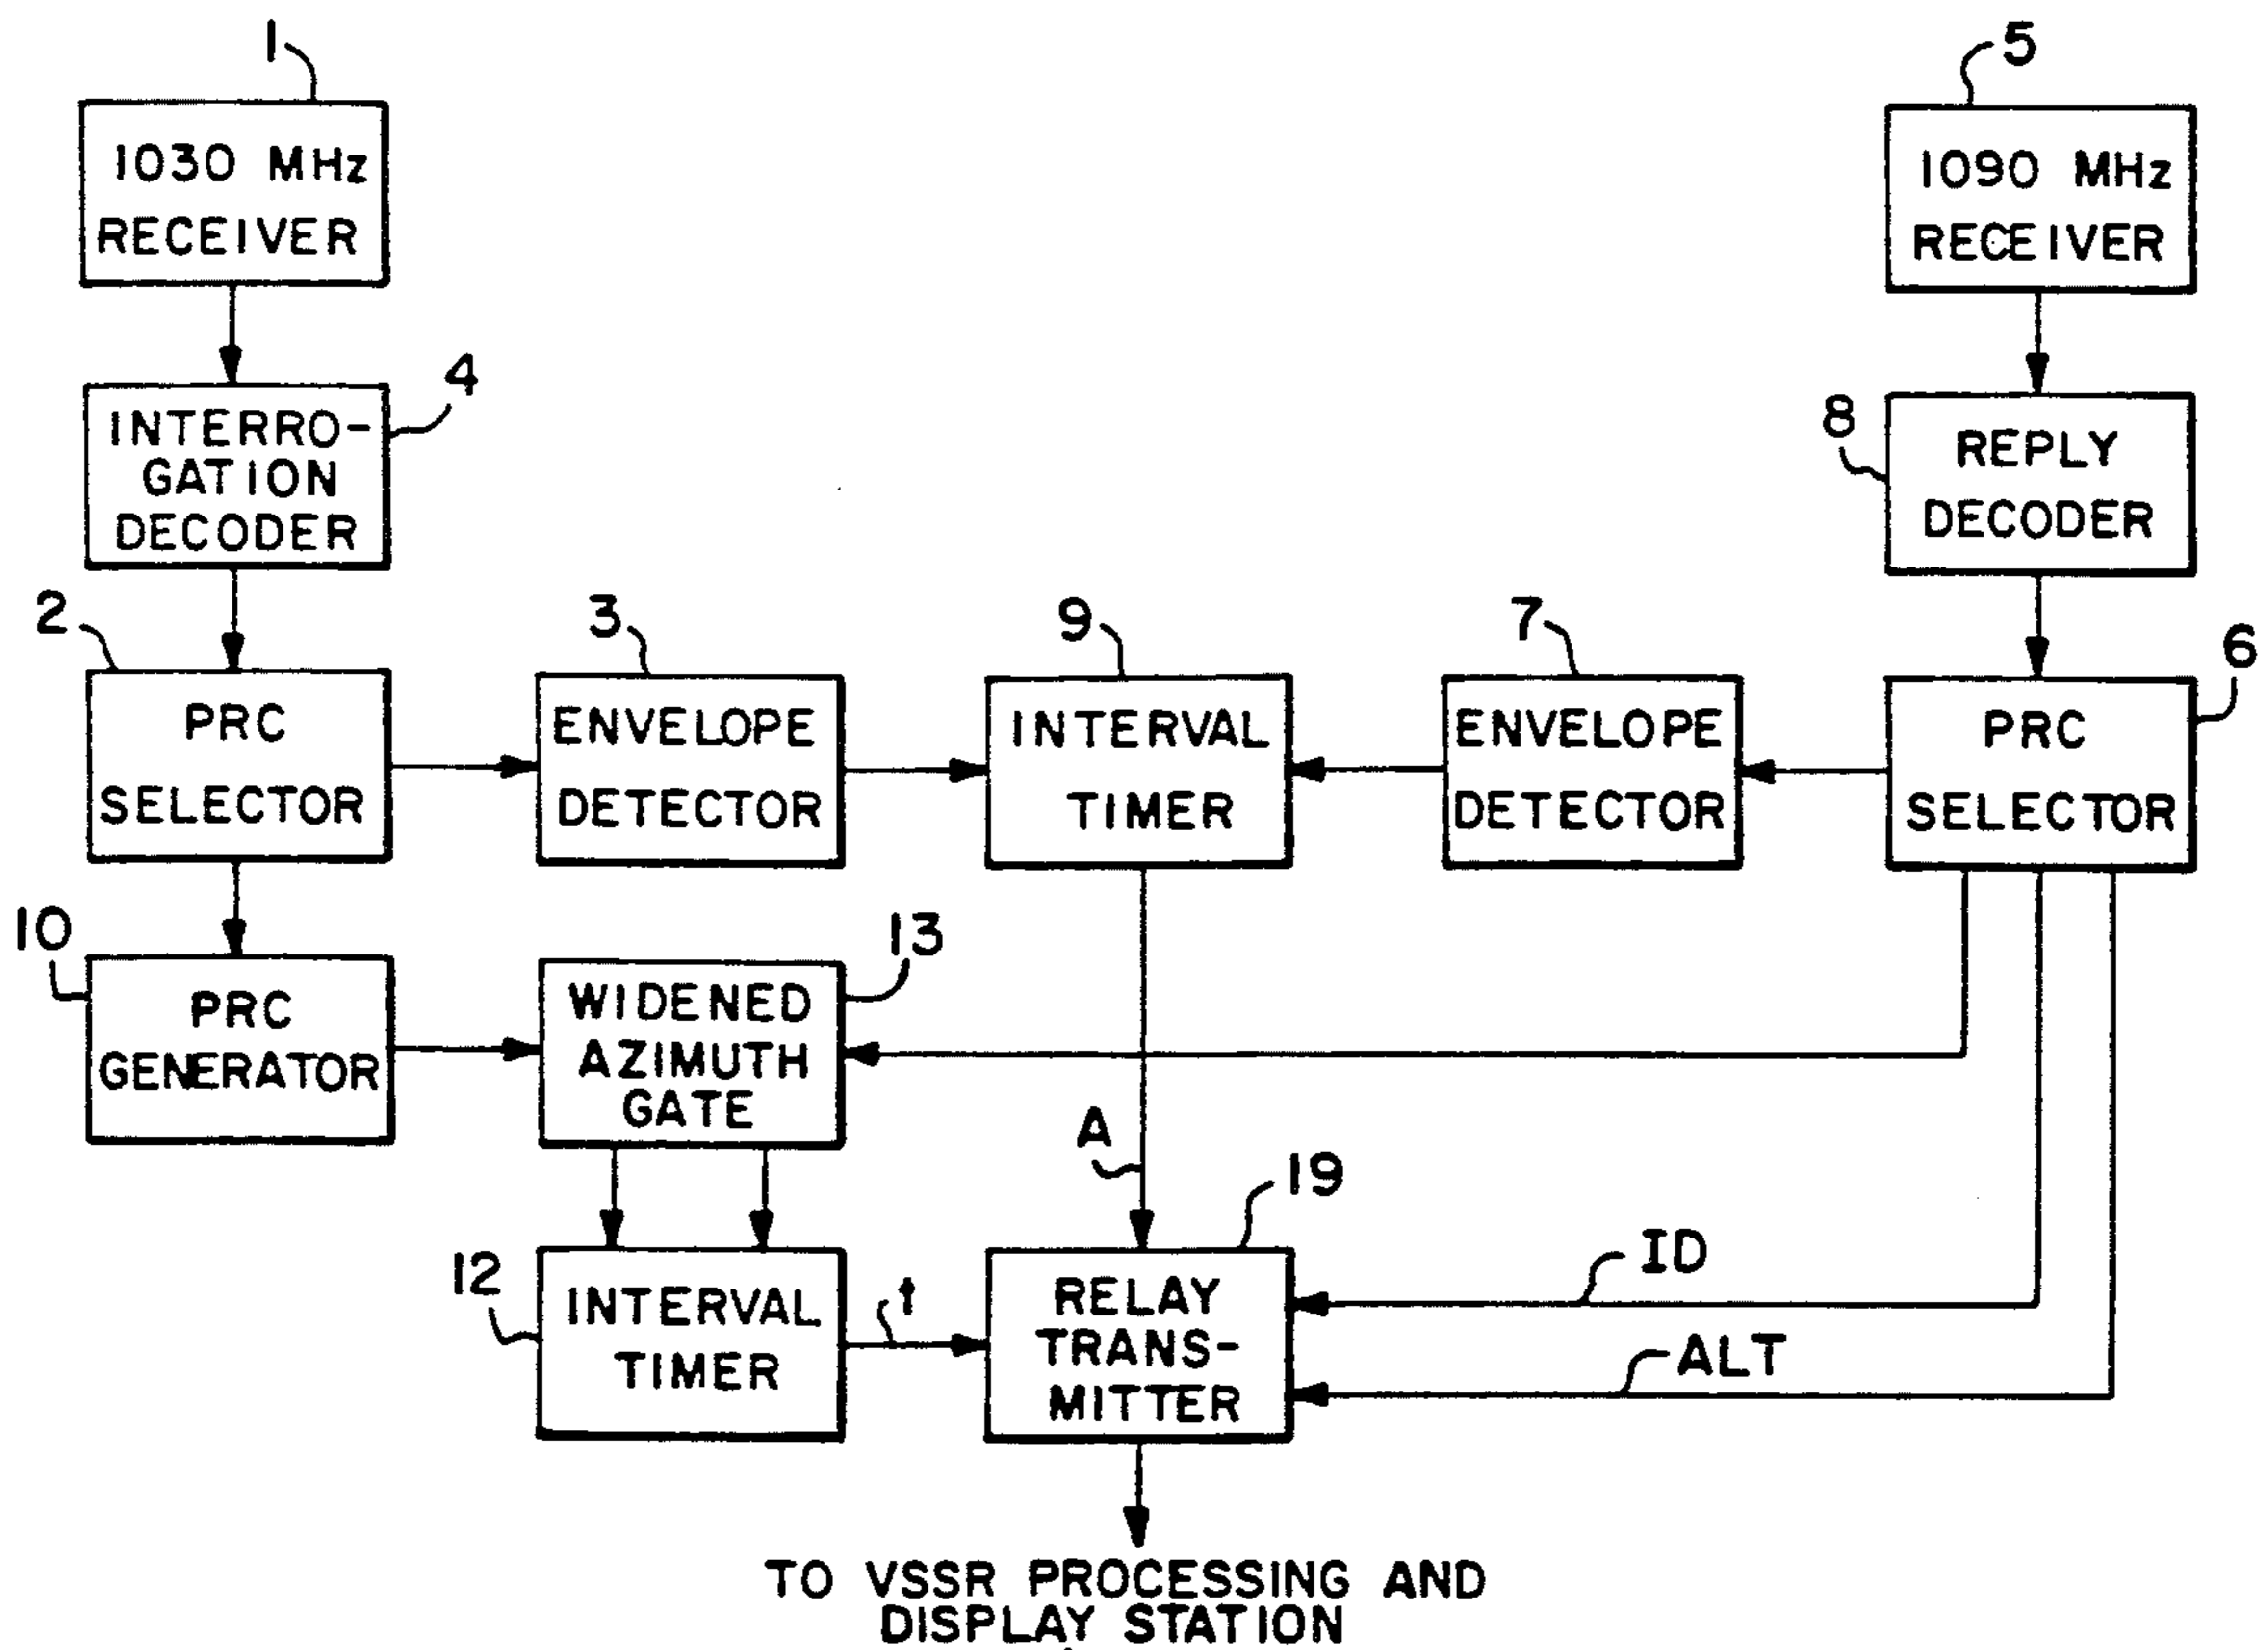 1
1030 MHz
RECEIVER
5
1090 MHz
RECEIVER
4
INTERRO-
GATION
DECODER
8
REPLY
DECODER
2
PRC
SELECTOR
3
ENVELOPE
DETECTOR
9
INTERVAL
TIMER
7
ENVELOPE
DETECTOR
6
PRC
SELECTOR
10
PRC
GENERATOR
13
WIDENED
AZIMUTH
GATE
A
12
INTERVAL
TIMER
t
19
RELAY
TRANS-
MITTER
ID
ALT
TO VSSR PROCESSING AND
DISPLAY STATION